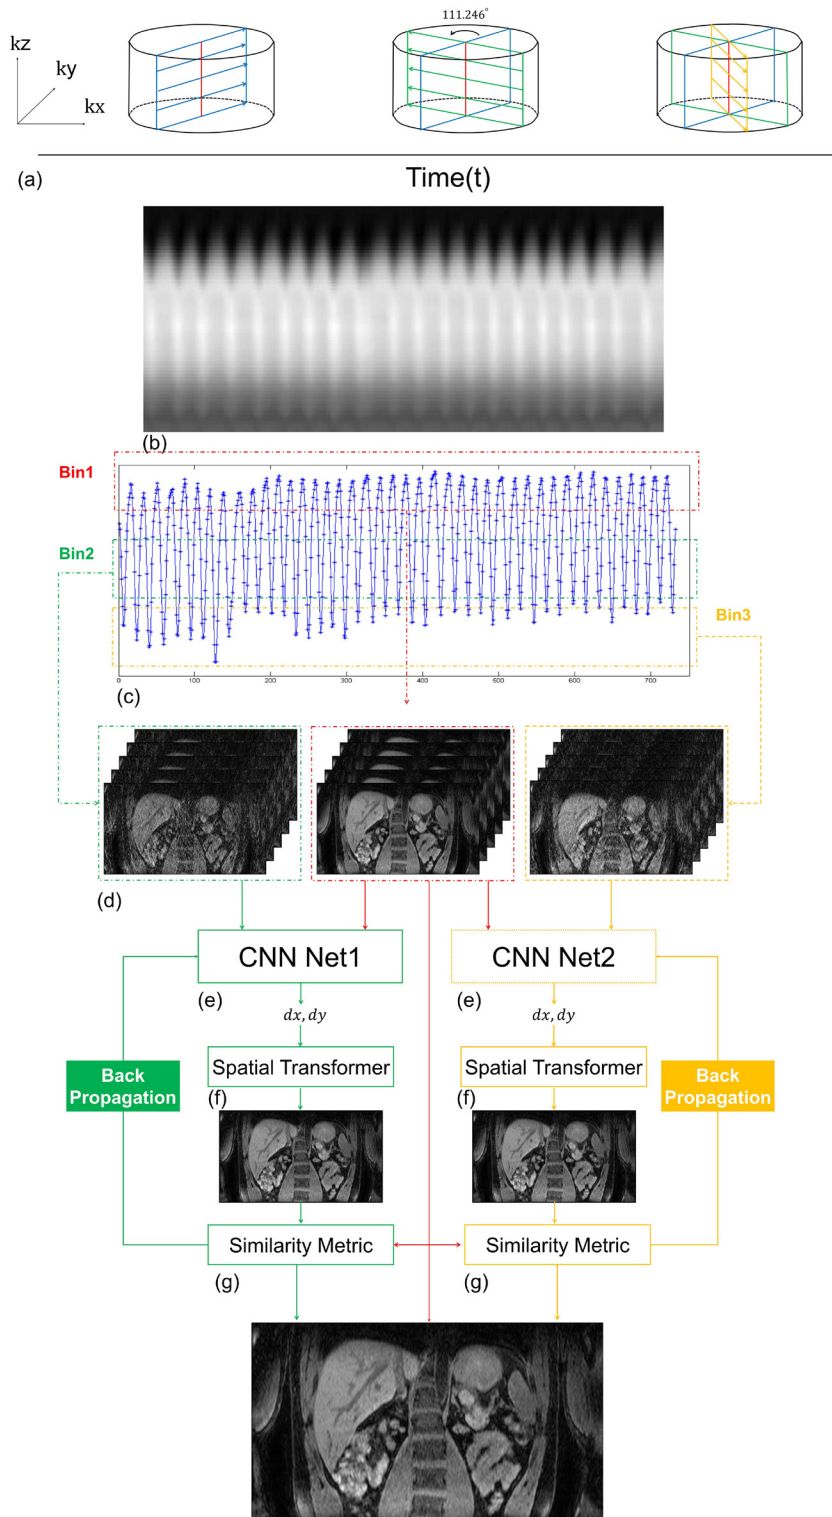 111.246°
kz
ky
kx
(a)
Time(t)
(b)
Bin1
Bin2
Bin3
(c)
0 100 200 300 400 500 600 700
(d)
CNN Net1
CNN Net2
(e)
(e)
dx, dy
dx, dy
Spatial Transformer
Spatial Transformer
Back
Propagation
Back
Propagation
(f)
(f)
Similarity Metric
Similarity Metric
(g)
(g)